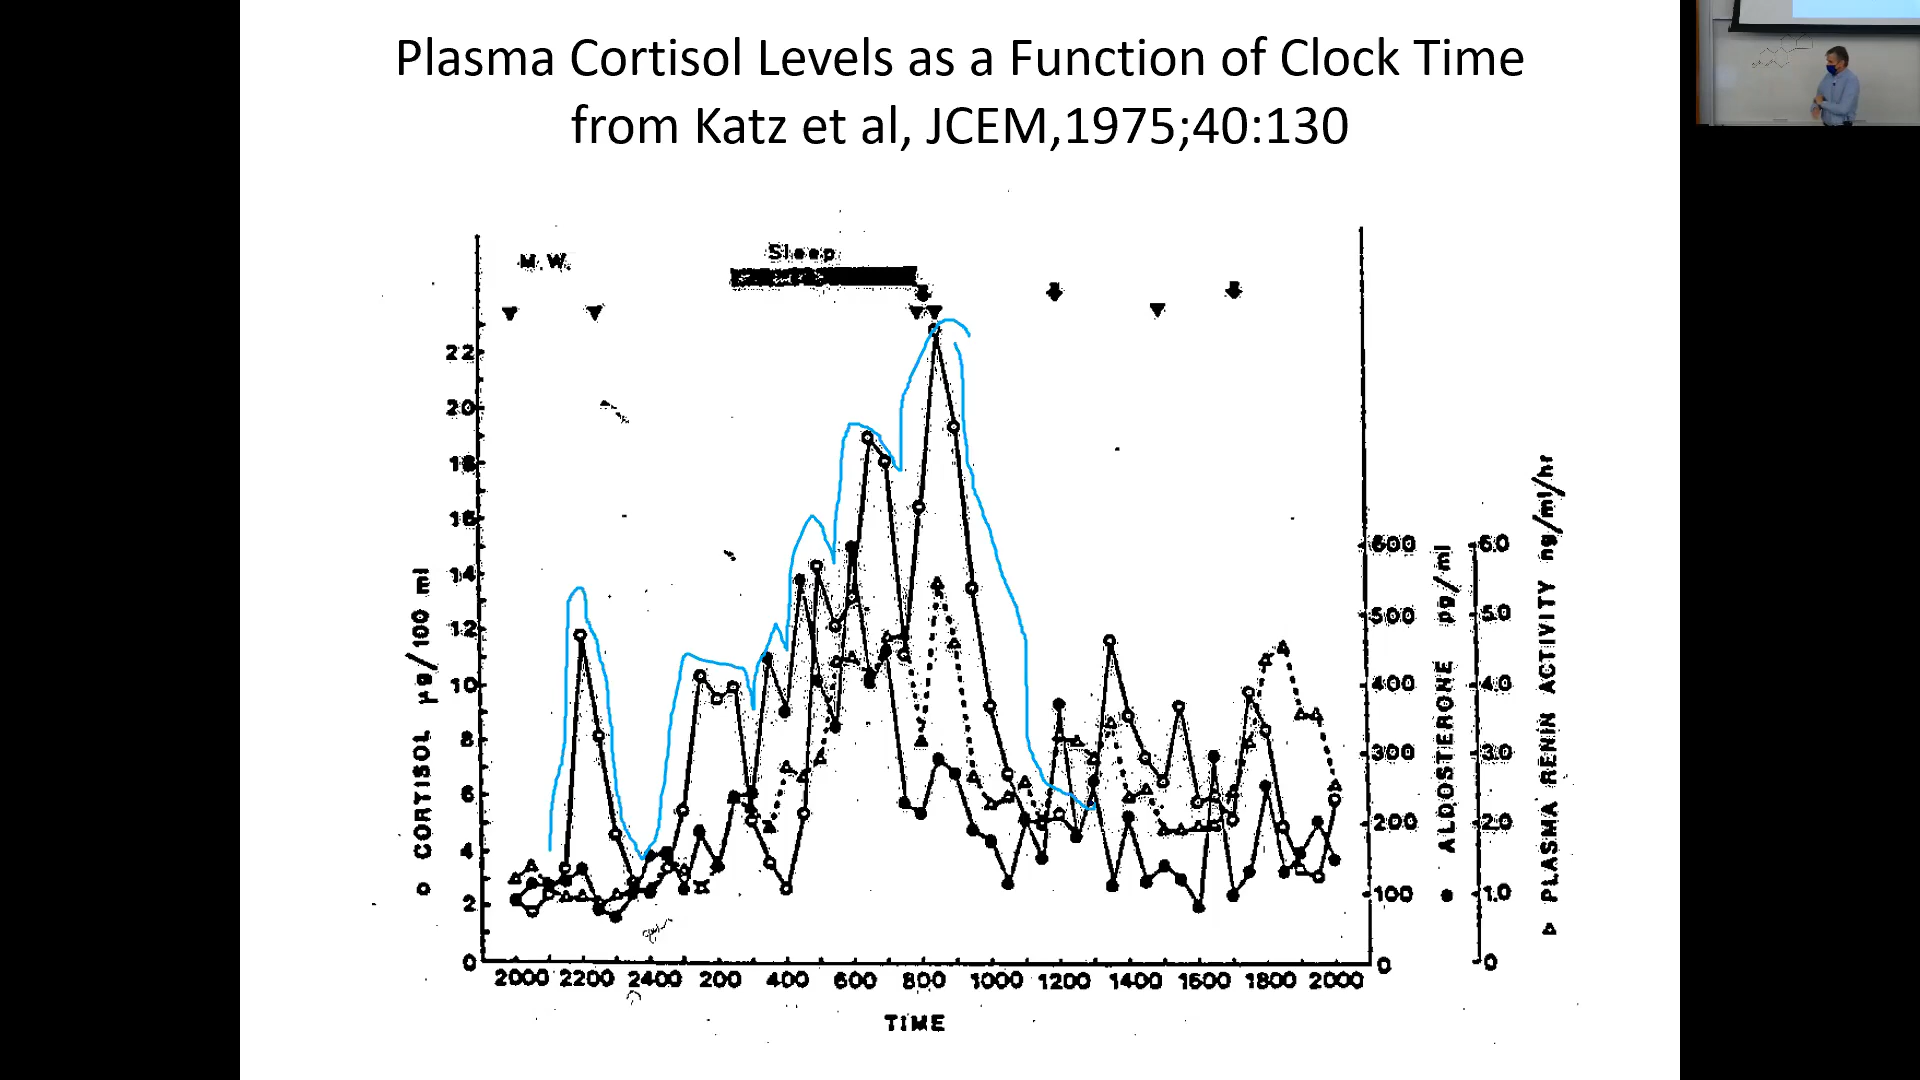 Plasma Cortisol Levels as a Function of Clock Time
from Katz et al, JCEM,1975;40:130
M.W.
Sleep
22
20
18
16
14
12
10
8
6
4
2
0
o CORTISOL µg/100 ml
2000 2200 2400 200 400 600 800 1000 1200 1400 1600 1800 2000
TIME
600
500
400
300
200
100
0
• ALDOSTERONE pg/ml
6.0
5.0
4.0
3.0
2.0
1.0
0
△ PLASMA RENIN ACTIVITY ng/ml/hr